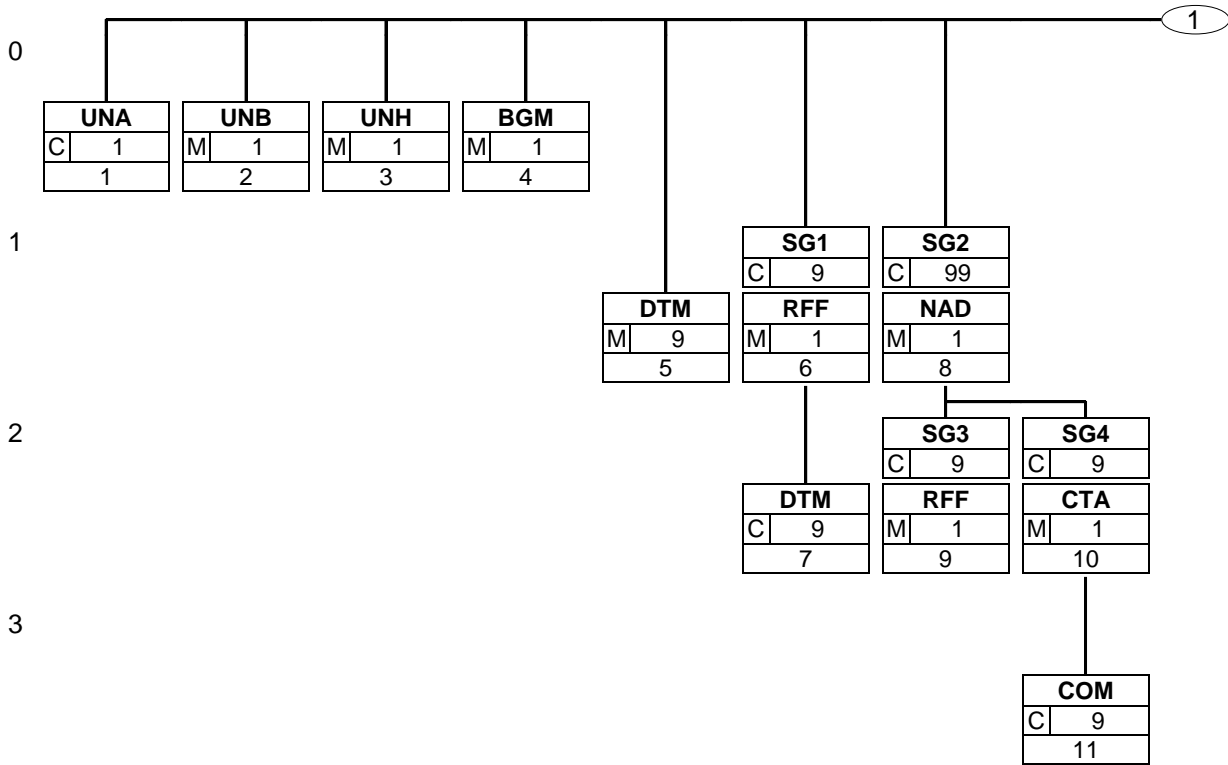 1
0
UNA UNB UNH BGM
C 1 M 1 M 1 M 1
1 2 3 4
1
SG1 SG2
C 9 C 99
DTM RFF NAD
M 9 M 1 M 1
5 6 8
2
SG3 SG4
C 9 C 9
DTM RFF CTA
C 9 M 1 M 1
7 9 10
3
COM
C 9
11